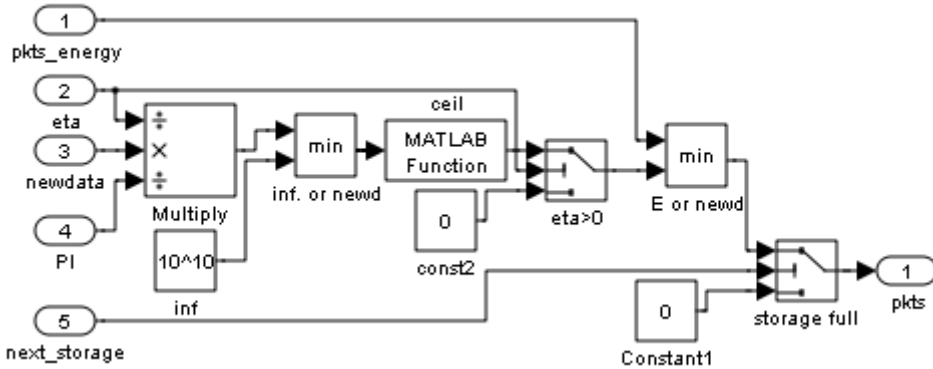 1
pkts_energy
2
eta
3
newdata
4
PI
÷
×
÷
Multiply
10^10
inf
min
inf. or newd
ceil
MATLAB
Function
0
const2
eta>0
min
E or newd
5
next_storage
0
Constant1
storage full
1
pkts